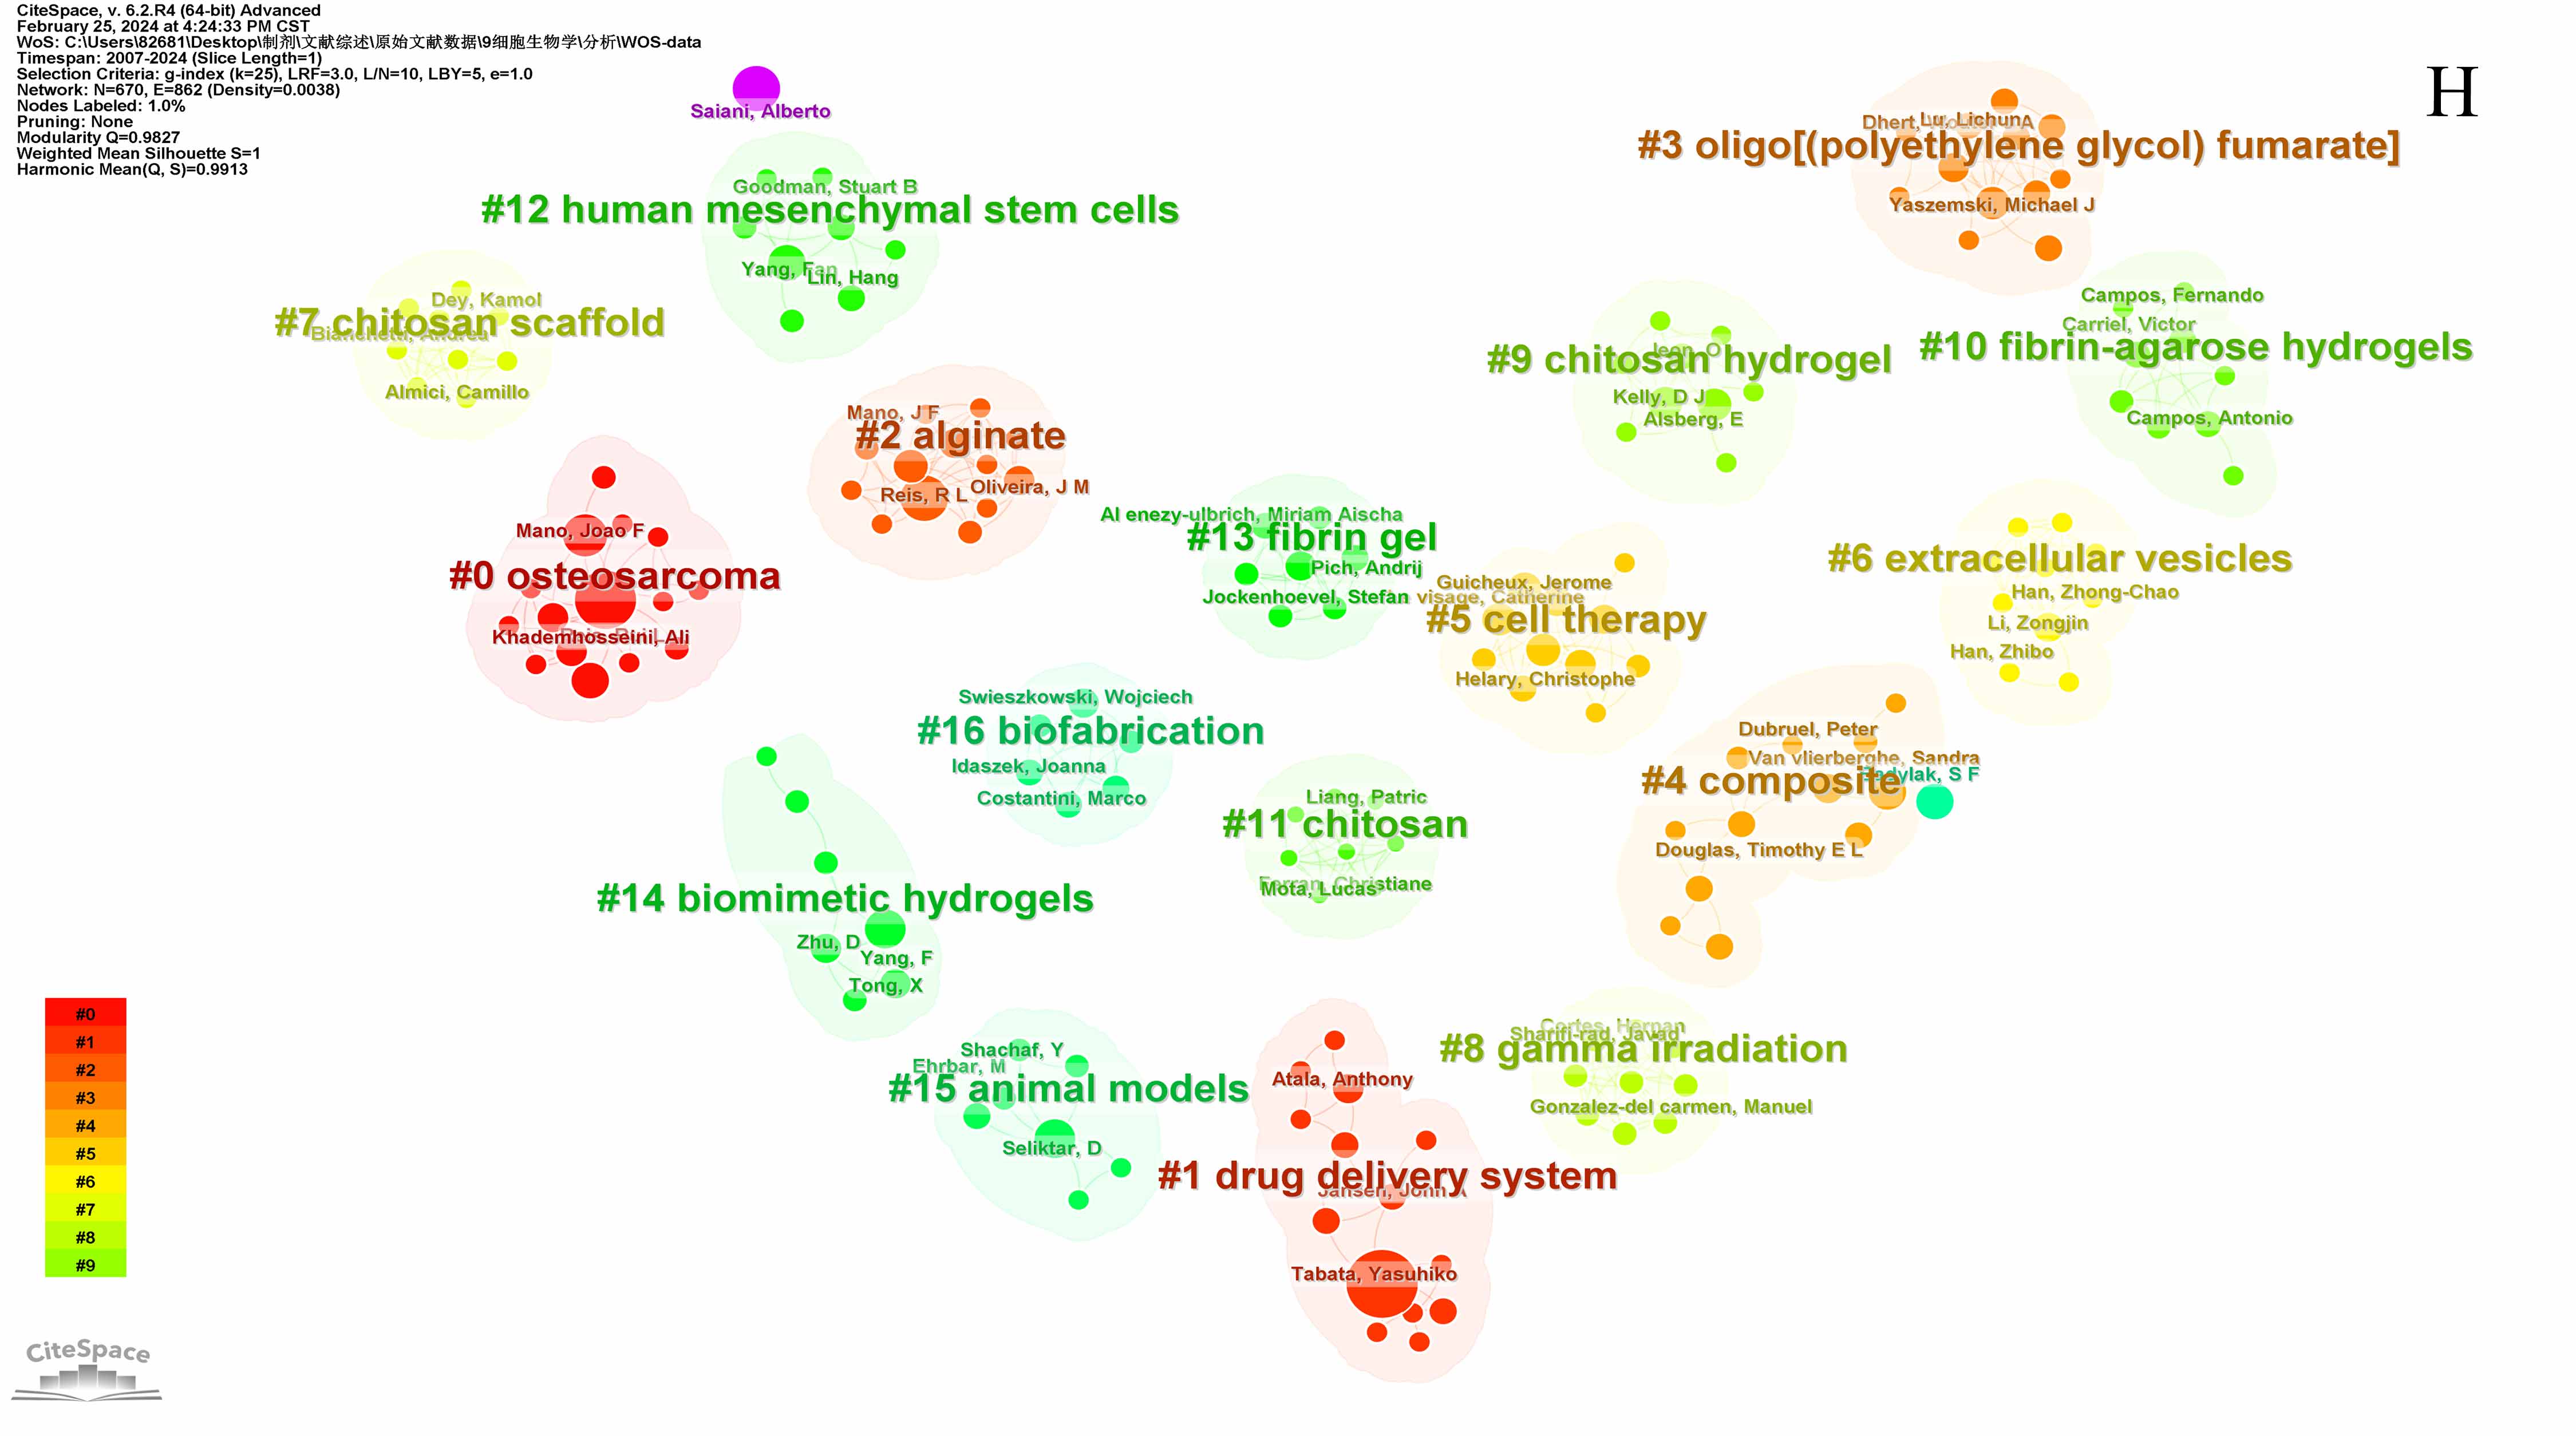 CiteSpace, v. 6.2.R4 (64-bit) Advanced
February 25, 2024 at 4:24:33 PM CST
WoS: C:\Users\82681\Desktop\制剂\文献综述\原始文献数据\9细胞生物学\分析\WOS-data
Timespan: 2007-2024 (Slice Length=1)
Selection Criteria: g-index (k=25), LRF=3.0, L/N=10, LBY=5, e=1.0
Network: N=670, E=862 (Density=0.0038)
Nodes Labeled: 1.0%
Pruning: None
Modularity Q=0.9827
Weighted Mean Silhouette S=1
Harmonic Mean(Q, S)=0.9913
H
Saiani, Alberto
Goodman, Stuart B
#12 human mesenchymal stem cells
Yang, Fan
Lin, Hang
Dhert,
Lu, Lichun
#3 oligo[(polyethylene glycol) fumarate]
Yaszemski, Michael J
Dey, Kamol
#7 chitosan scaffold
Bianchetti, Andrea
Almici, Camillo
Campos, Fernando
Carriel, Victor
#10 fibrin-agarose hydrogels
Campos, Antonio
Jeon, O
#9 chitosan hydrogel
Kelly, D J
Alsberg, E
Mano, J F
#2 alginate
Reis, R L
Oliveira, J M
Mano, Joao F
#0 osteosarcoma
Khademhosseini, Ali
Al enezy-ulbrich, Miriam Aischa
#13 fibrin gel
Pich, Andrij
Jockenhoevel, Stefan
Guicheux, Jerome
visage, Catherine
#5 cell therapy
Helary, Christophe
#6 extracellular vesicles
Han, Zhong-Chao
Li, Zongjin
Han, Zhibo
Swieszkowski, Wojciech
#16 biofabrication
Idaszek, Joanna
Costantini, Marco
Dubruel, Peter
Van vlierberghe, Sandra
Badylak, S F
#4 composite
Douglas, Timothy E L
Liang, Patric
#11 chitosan
Ferran, Christiane
Mota, Lucas
#14 biomimetic hydrogels
Zhu, D
Yang, F
Tong, X
Shachaf, Y
Ehrbar, M
#15 animal models
Seliktar, D
Cortes, Hernan
Sharifi-rad, Javad
#8 gamma irradiation
Gonzalez-del carmen, Manuel
Atala, Anthony
#1 drug delivery system
Jansen, John A
Tabata, Yasuhiko
#0
#1
#2
#3
#4
#5
#6
#7
#8
#9
CiteSpace